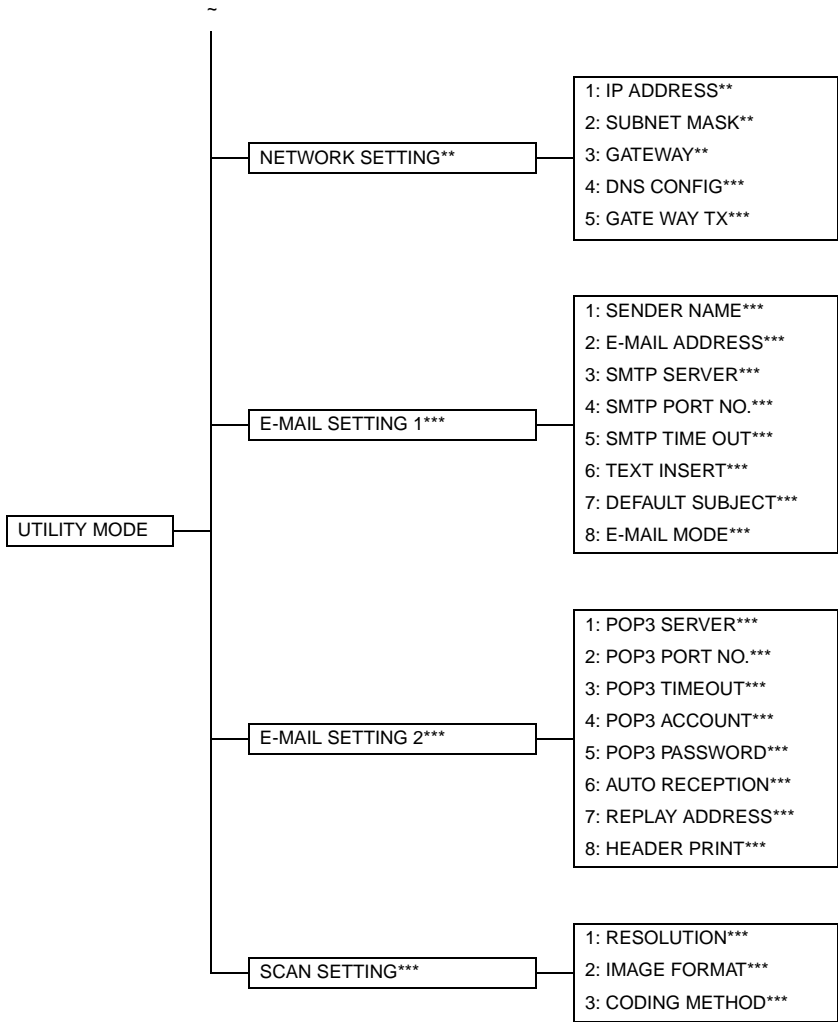 ~
1: IP ADDRESS**
2: SUBNET MASK**
NETWORK SETTING**
3: GATEWAY**
4: DNS CONFIG***
5: GATE WAY TX***
1: SENDER NAME***
2: E-MAIL ADDRESS***
3: SMTP SERVER***
E-MAIL SETTING 1***
4: SMTP PORT NO.***
5: SMTP TIME OUT***
6: TEXT INSERT***
7: DEFAULT SUBJECT***
UTILITY MODE
8: E-MAIL MODE***
1: POP3 SERVER***
2: POP3 PORT NO.***
3: POP3 TIMEOUT***
E-MAIL SETTING 2***
4: POP3 ACCOUNT***
5: POP3 PASSWORD***
6: AUTO RECEPTION***
7: REPLAY ADDRESS***
8: HEADER PRINT***
1: RESOLUTION***
SCAN SETTING***
2: IMAGE FORMAT***
3: CODING METHOD***